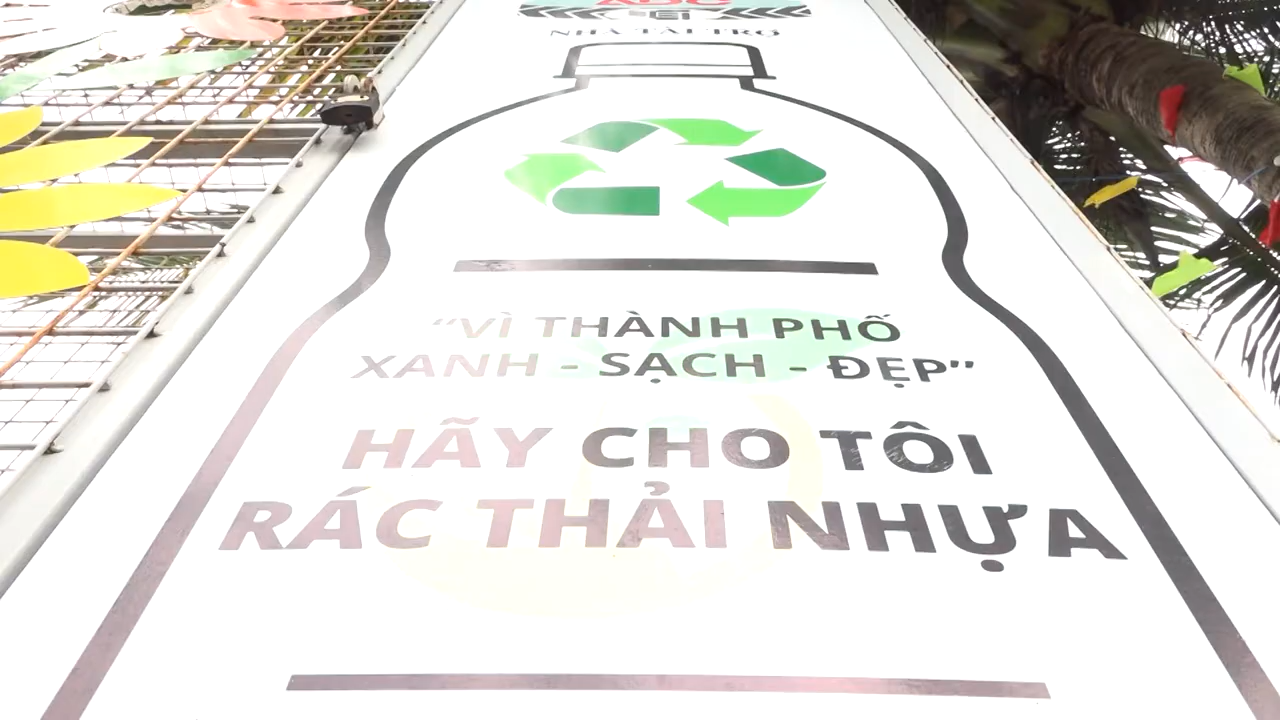 NHÀ TÀI TRỢ
“VÌ THÀNH PHỐ
XANH - SẠCH - ĐẸP”
HÃY CHO TÔI
RÁC THẢI NHỰA